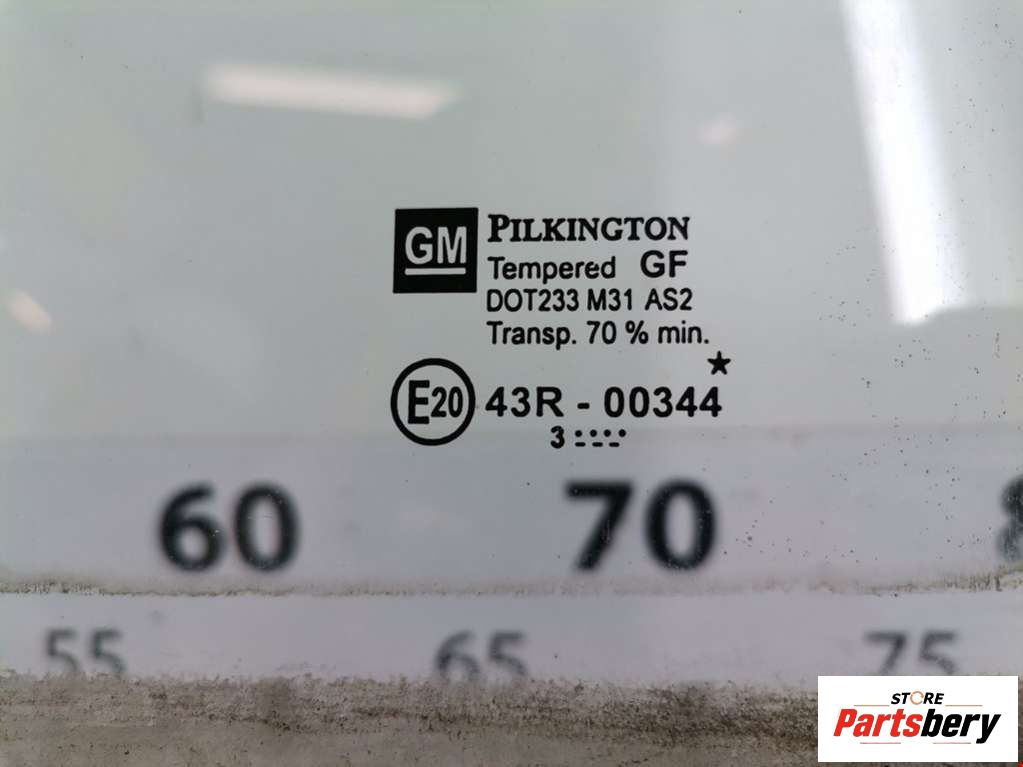 GM PILKINGTON
Tempered GF
DOT233 M31 AS2
Transp. 70 % min.
★
E20 43R - 00344
3
60 70
55 65 75
STORE
Partsbery